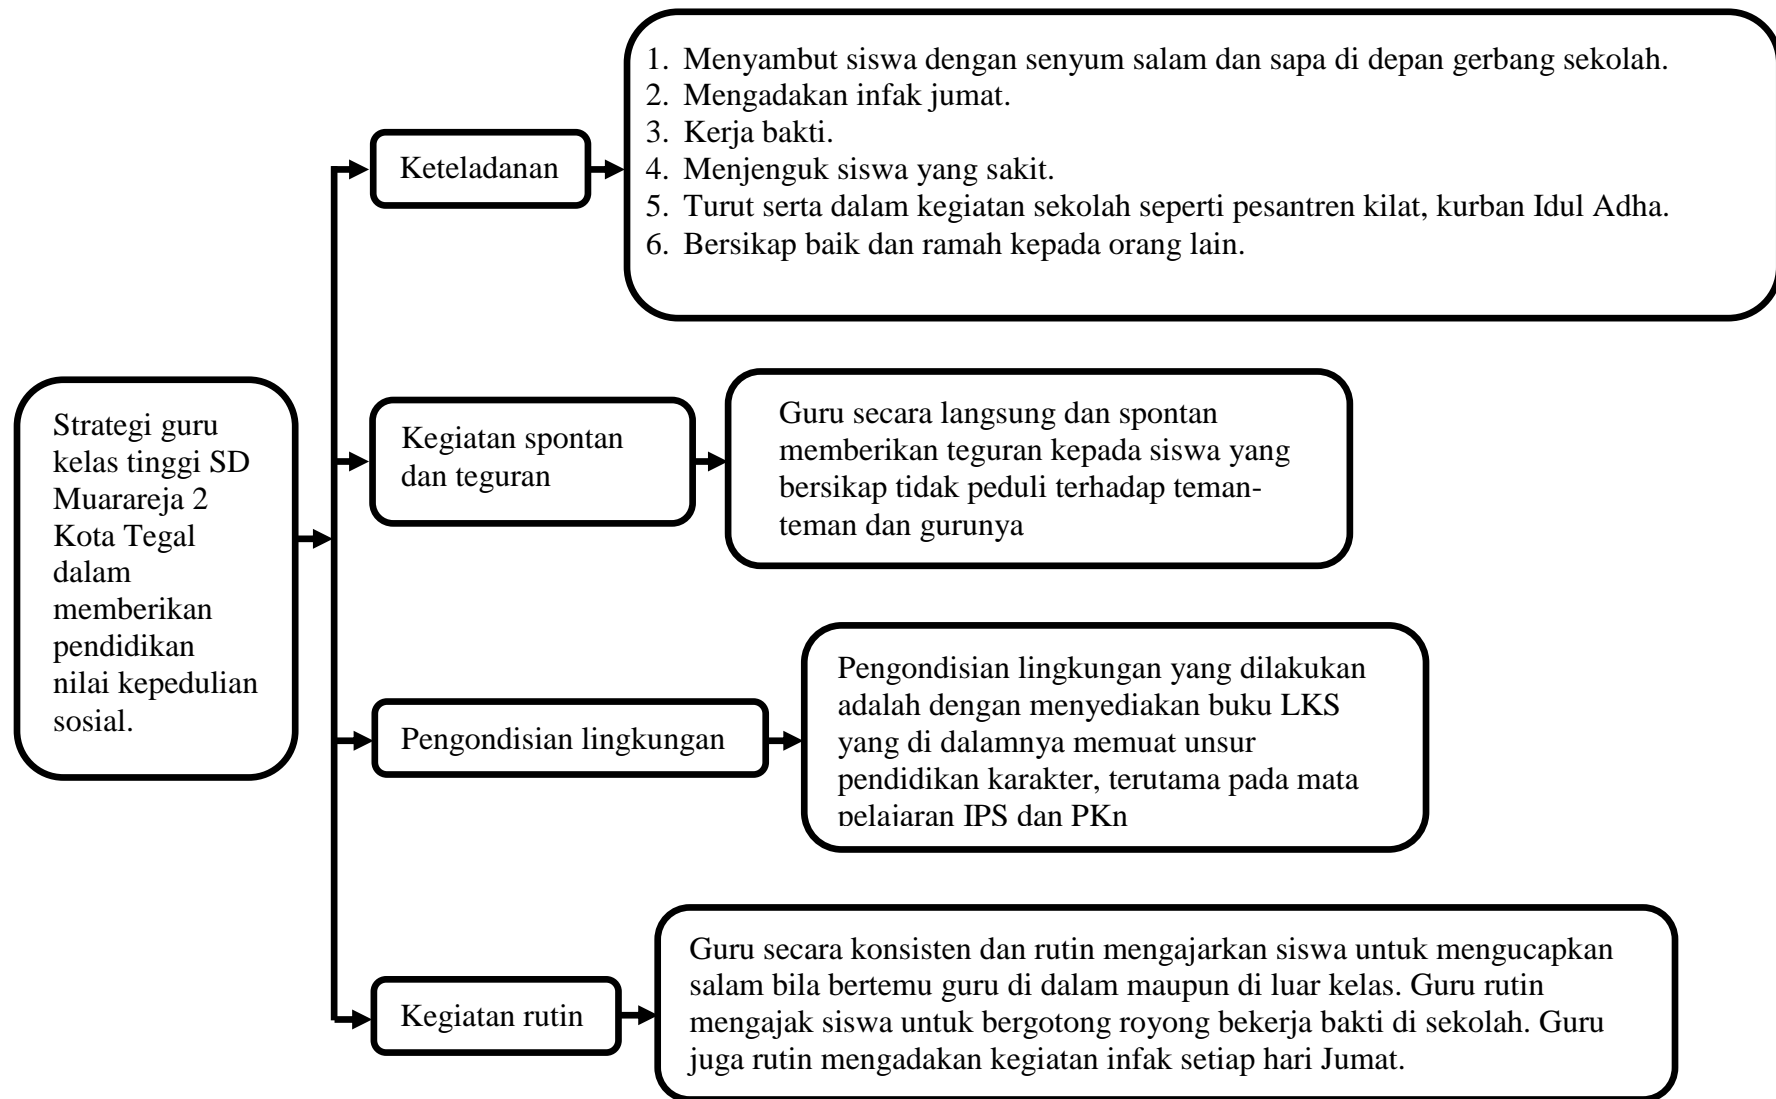 Strategi guru
kelas tinggi SD
Muarareja 2
Kota Tegal
dalam
memberikan
pendidikan
nilai kepedulian
sosial.
Keteladanan
1. Menyambut siswa dengan senyum salam dan sapa di depan gerbang sekolah.
2. Mengadakan infak jumat.
3. Kerja bakti.
4. Menjenguk siswa yang sakit.
5. Turut serta dalam kegiatan sekolah seperti pesantren kilat, kurban Idul Adha.
6. Bersikap baik dan ramah kepada orang lain.
Kegiatan spontan
dan teguran
Guru secara langsung dan spontan
memberikan teguran kepada siswa yang
bersikap tidak peduli terhadap teman-
teman dan gurunya
Pengondisian lingkungan
Pengondisian lingkungan yang dilakukan
adalah dengan menyediakan buku LKS
yang di dalamnya memuat unsur
pendidikan karakter, terutama pada mata
pelajaran IPS dan PKn
Kegiatan rutin
Guru secara konsisten dan rutin mengajarkan siswa untuk mengucapkan
salam bila bertemu guru di dalam maupun di luar kelas. Guru rutin
mengajak siswa untuk bergotong royong bekerja bakti di sekolah. Guru
juga rutin mengadakan kegiatan infak setiap hari Jumat.